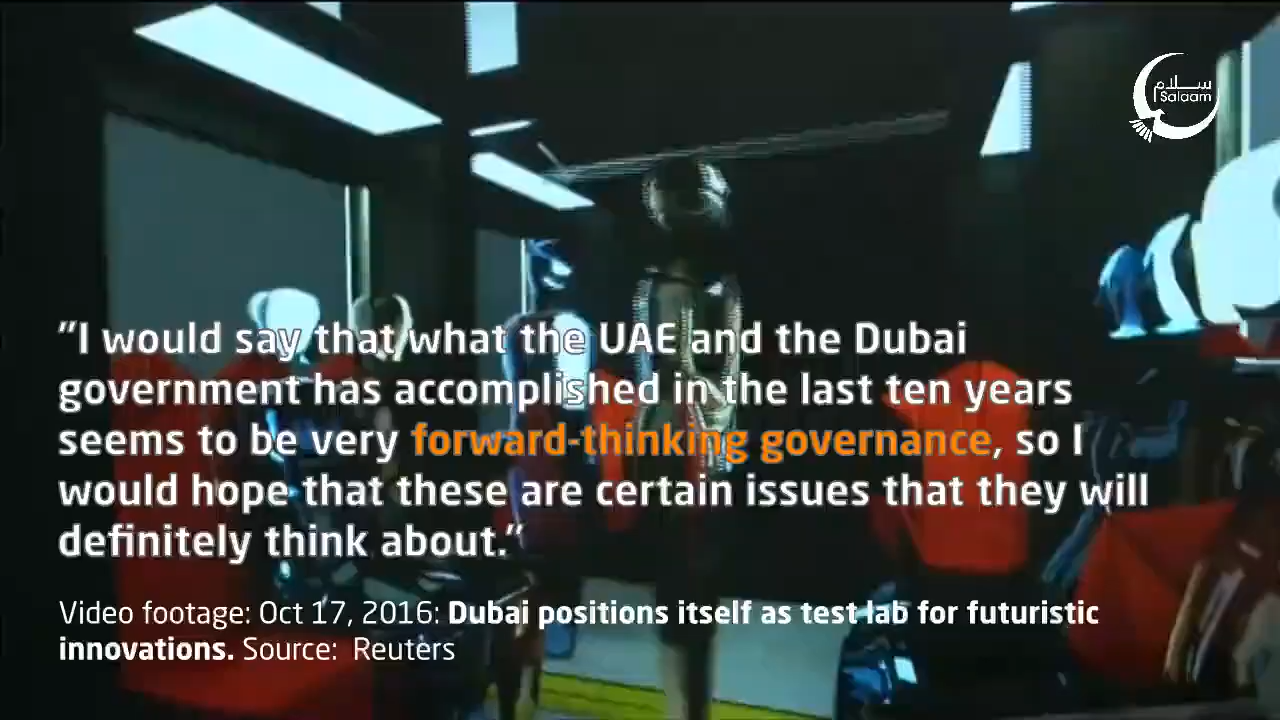 سلام
Salaam
"I would say that what the UAE and the Dubai
government has accomplished in the last ten years
seems to be very forward-thinking governance, so I
would hope that these are certain issues that they will
definitely think about."
Video footage: Oct 17, 2016: Dubai positions itself as test lab for futuristic
innovations. Source: Reuters